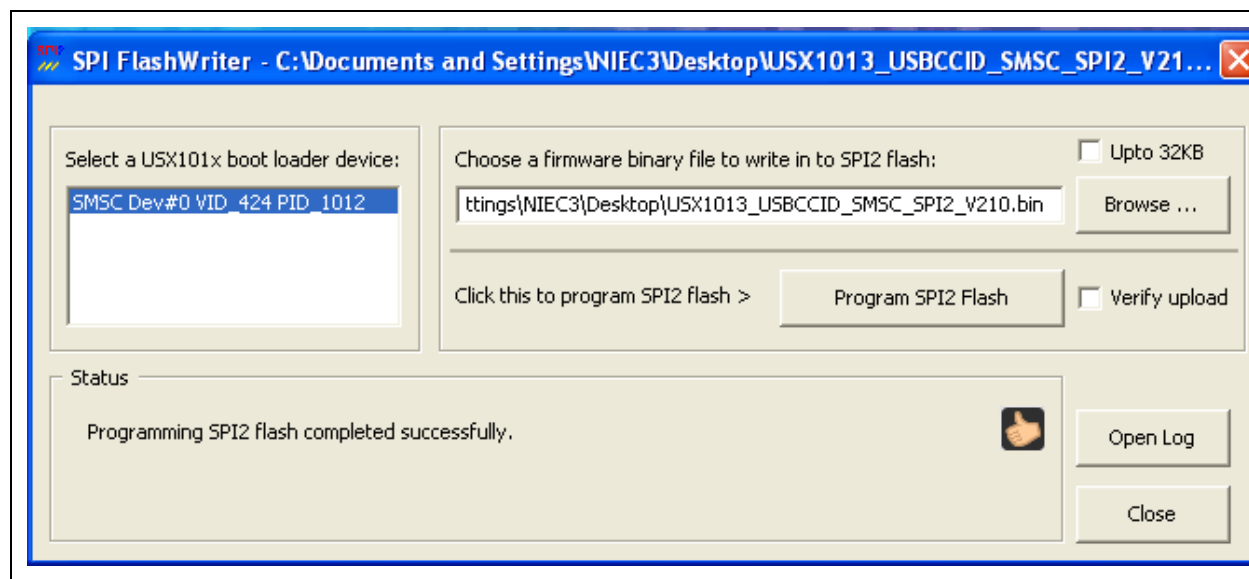 SPI FlashWriter - C:\Documents and Settings\NIEC3\Desktop\USX1013_USBCCID_SMSC_SPI2_V21...
Select a USX101x boot loader device:
SMSC Dev#0 VID_424 PID_1012
Choose a firmware binary file to write in to SPI2 flash:
Upto 32KB
ttings\NIEC3\Desktop\USX1013_USBCCID_SMSC_SPI2_V210.bin
Browse ...
Click this to program SPI2 flash >
Program SPI2 Flash
Verify upload
Status
Programming SPI2 flash completed successfully.
Open Log
Close